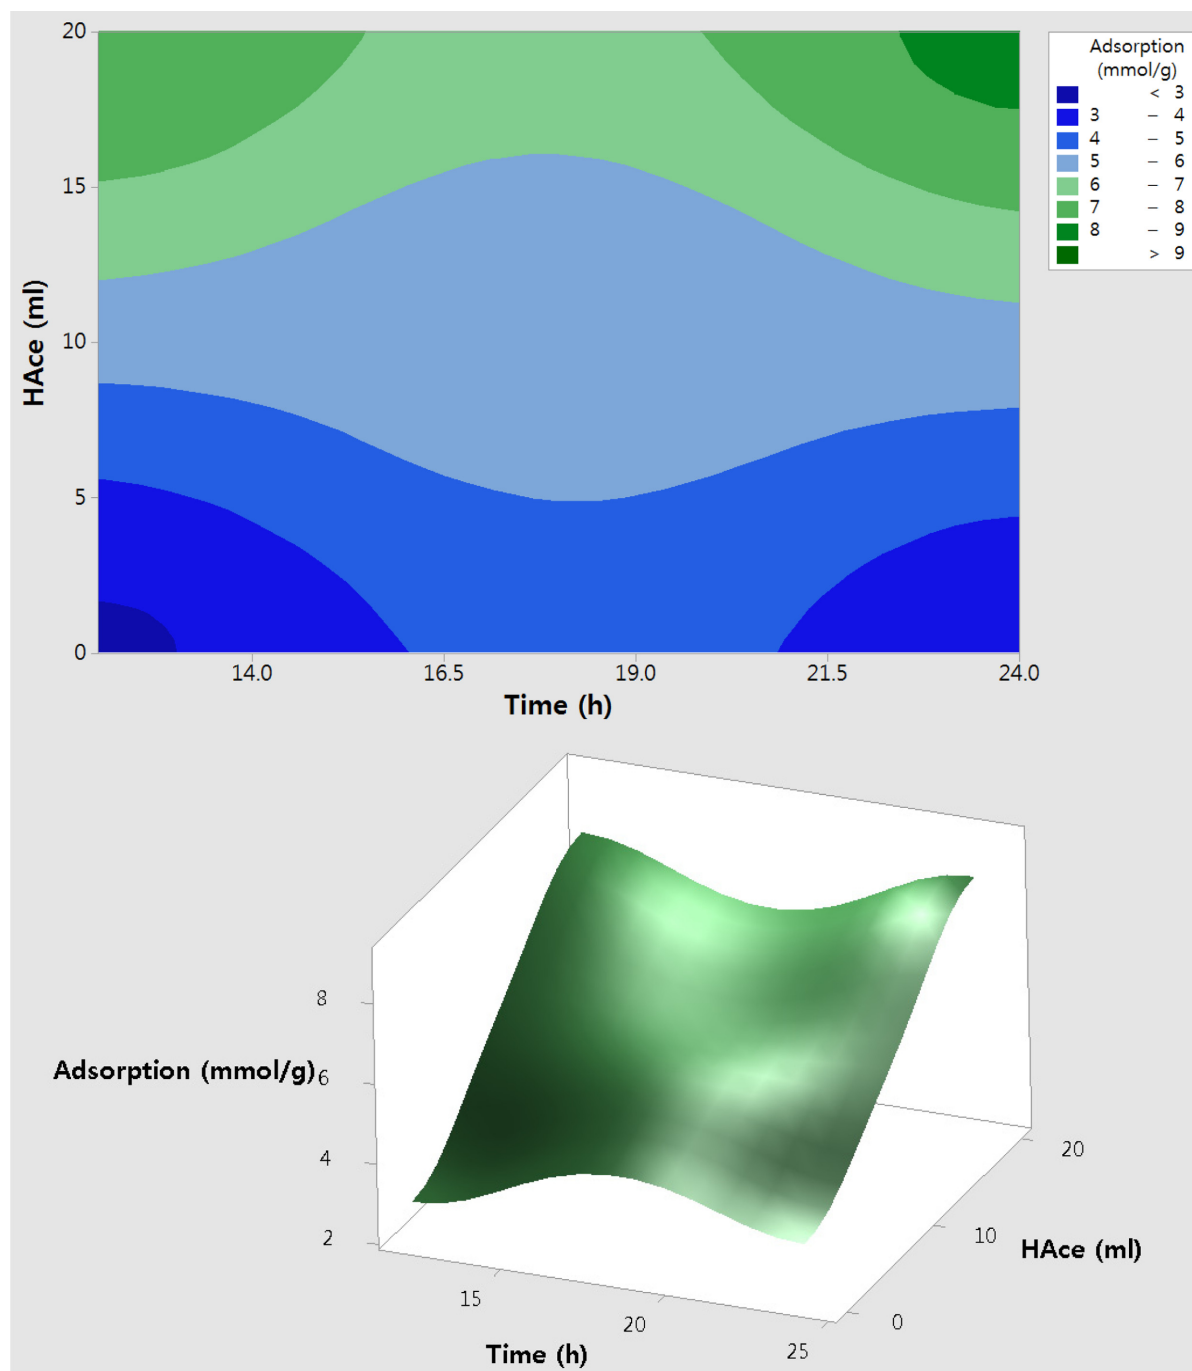 20
15
10
5
0
HAce (ml)
14.0
16.5
19.0
21.5
24.0
Time (h)
Adsorption
(mmol/g)
< 3
3 – 4
4 – 5
5 – 6
6 – 7
7 – 8
8 – 9
> 9
8
6
4
2
Adsorption (mmol/g)
15
20
25
Time (h)
0
10
20
HAce (ml)